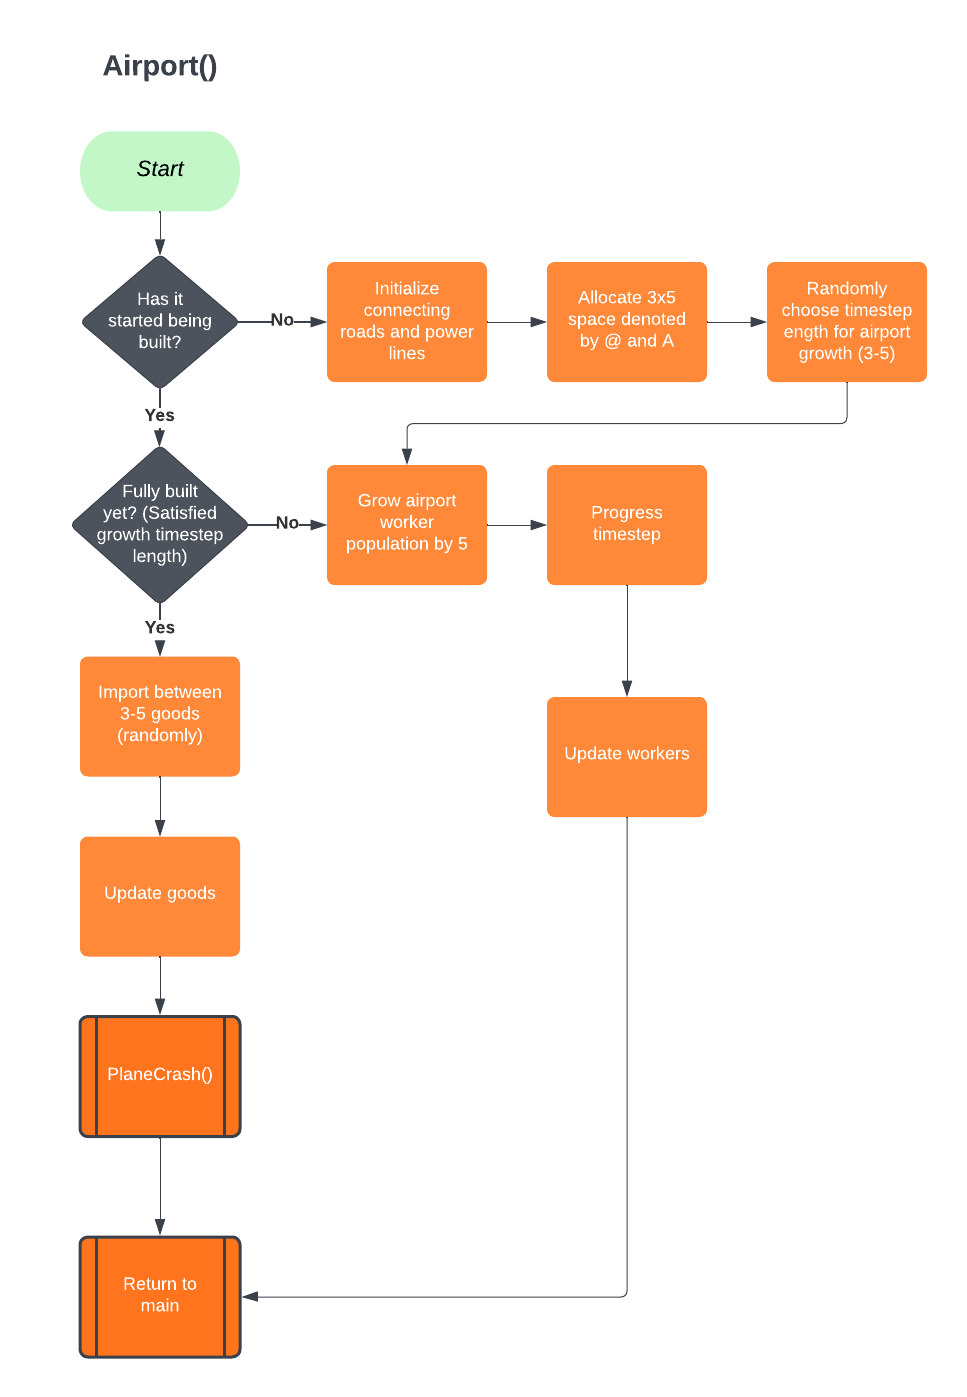 Airport()
Start
Has it
started being
built?
No
Initialize
connecting
roads and power
lines
Allocate 3x5
space denoted
by @ and A
Randomly
choose timestep
ength for airport
growth (3-5)
Yes
Fully built
yet? (Satisfied
growth timestep
length)
No
Grow airport
worker
population by 5
Progress
timestep
Yes
Import between
3-5 goods
(randomly)
Update workers
Update goods
PlaneCrash()
Return to
main